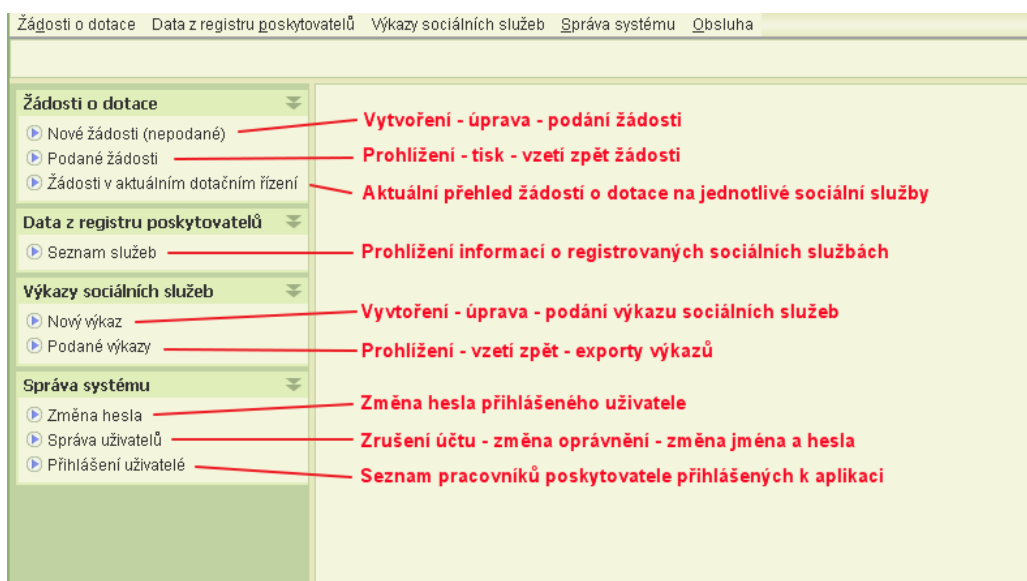 Žádosti o dotace Data z registru poskytovatelů Výkazy sociálních služeb Správa systému Obsluha
Žádosti o dotace
Nové žádosti (nepodané)
Vytvoření - úprava - podání žádosti
Podané žádosti
Prohlížení - tisk - vzetí zpět žádosti
Žádosti v aktuálním dotačním řízení
Aktuální přehled žádostí o dotace na jednotlivé sociální služby
Data z registru poskytovatelů
Seznam služeb
Prohlížení informací o registrovaných sociálních službách
Výkazy sociálních služeb
Nový výkaz
Vyvtoření - úprava - podání výkazu sociálních služeb
Podané výkazy
Prohlížení - vzetí zpět - exporty výkazů
Správa systému
Změna hesla
Změna hesla přihlášeného uživatele
Správa uživatelů
Zrušení účtu - změna oprávnění - změna jména a hesla
Přihlášení uživatelé
Seznam pracovníků poskytovatele přihlášených k aplikaci